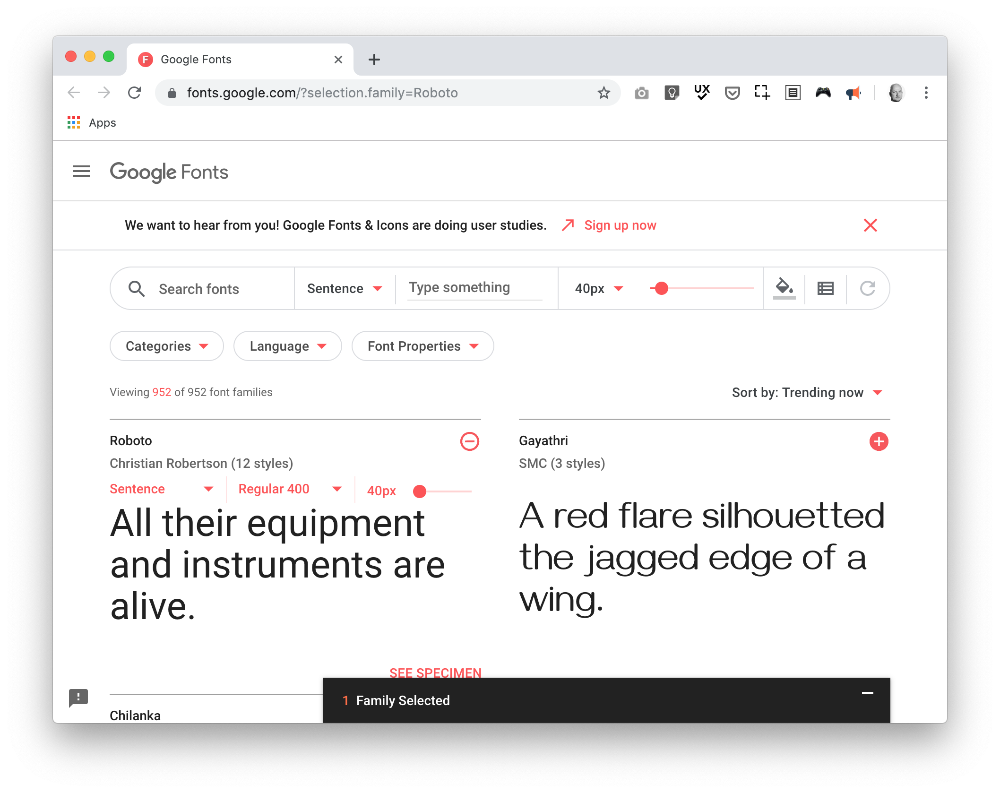 F Google Fonts
fonts.google.com/?selection.family=Roboto
UX
Apps
Google Fonts
We want to hear from you! Google Fonts & Icons are doing user studies. Sign up now
Search fonts Sentence Type something 40px
Categories Language Font Properties
Viewing 952 of 952 font families Sort by: Trending now
Roboto
Christian Robertson (12 styles)
Sentence Regular 400 40px
All their equipment
and instruments are
alive.
SEE SPECIMEN
Gayathri
SMC (3 styles)
A red flare silhouetted
the jagged edge of a
wing.
Chilanka
1 Family Selected